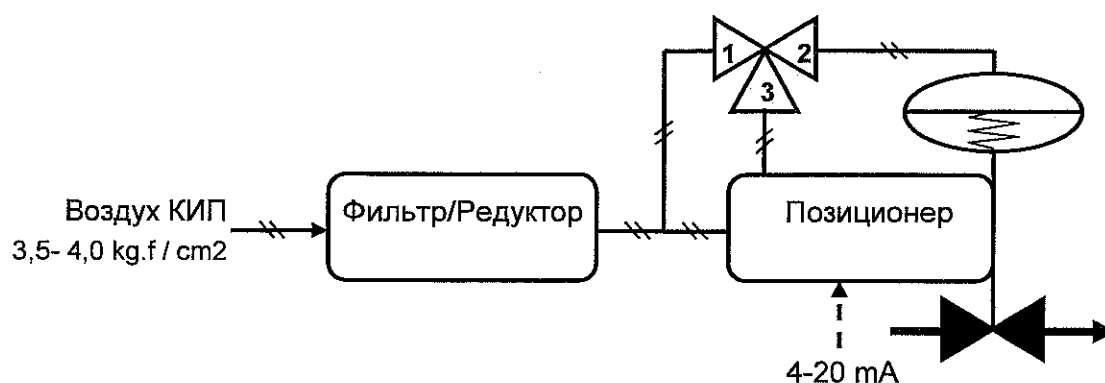 1
2
3
Воздух КИП
3,5- 4,0 kg.f / cm2
Фильтр/Редуктор
Позиционер
4-20 mA